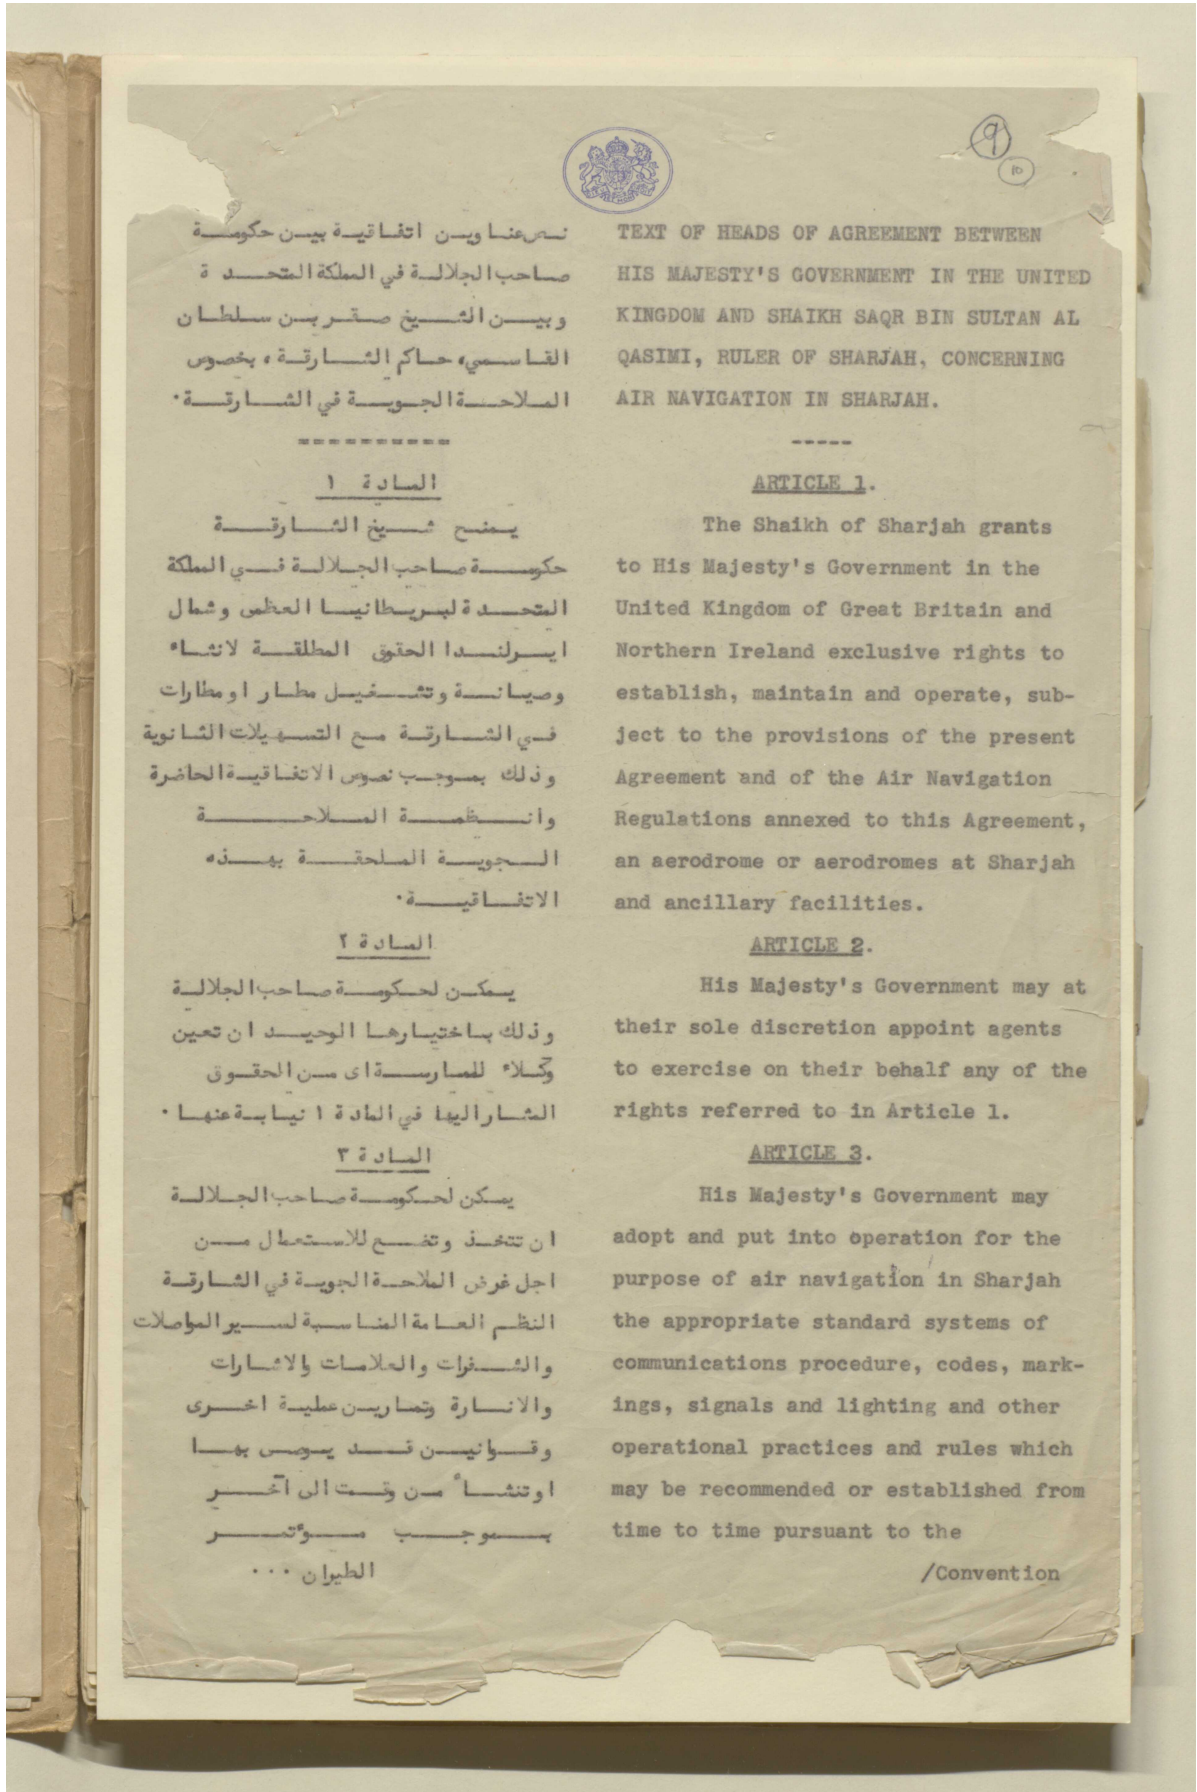 9
10
نص عناوين اتفاقية بين حكومة
صاحب الجلالة في المملكة المتحدة
وبين الشيخ صقر بن سلطان
القاسمي، حاكم الشارقة، بخصوص
الملاحة الجوية في الشارقة.
----------
المادة ١
يمنح شيخ الشارقة
حكومة صاحب الجلالة في المملكة
المتحدة لبريطانيا العظمى وشمال
ايرلندا الحقوق المطلقة لانشاء
وصيانة وتشغيل مطار او مطارات
في الشارقة مع التسهيلات الثانوية
وذلك بموجب نصوص الاتفاقية الحاضرة
وانظمة الملاحة
الجوية الملحقة بهذه
الاتفاقية.
المادة ٢
يمكن لحكومة صاحب الجلالة
وذلك باختيارها الوحيد ان تعين
وكلاء للممارسة اى من الحقوق
المشار اليها في المادة ١ نيابة عنها.
المادة ٣
يمكن لحكومة صاحب الجلالة
ان تتخذ وتضع للاستعمال من
اجل غرض الملاحة الجوية في الشارقة
النظم العامة المناسبة لسير المواصلات
والشفرات والعلامات والاشارات
والانارة وتمارين عملية اخرى
وقوانين قد يوصى بها
او تنشأ من وقت الى آخر
بموجب مؤتمر
الطيران ...
TEXT OF HEADS OF AGREEMENT BETWEEN
HIS MAJESTY'S GOVERNMENT IN THE UNITED
KINGDOM AND SHAIKH SAQR BIN SULTAN AL
QASIMI, RULER OF SHARJAH, CONCERNING
AIR NAVIGATION IN SHARJAH.
-----
ARTICLE 1.
The Shaikh of Sharjah grants
to His Majesty's Government in the
United Kingdom of Great Britain and
Northern Ireland exclusive rights to
establish, maintain and operate, sub-
ject to the provisions of the present
Agreement and of the Air Navigation
Regulations annexed to this Agreement,
an aerodrome or aerodromes at Sharjah
and ancillary facilities.
ARTICLE 2.
His Majesty's Government may at
their sole discretion appoint agents
to exercise on their behalf any of the
rights referred to in Article 1.
ARTICLE 3.
His Majesty's Government may
adopt and put into operation for the
purpose of air navigation in Sharjah
the appropriate standard systems of
communications procedure, codes, mark-
ings, signals and lighting and other
operational practices and rules which
may be recommended or established from
time to time pursuant to the
/Convention